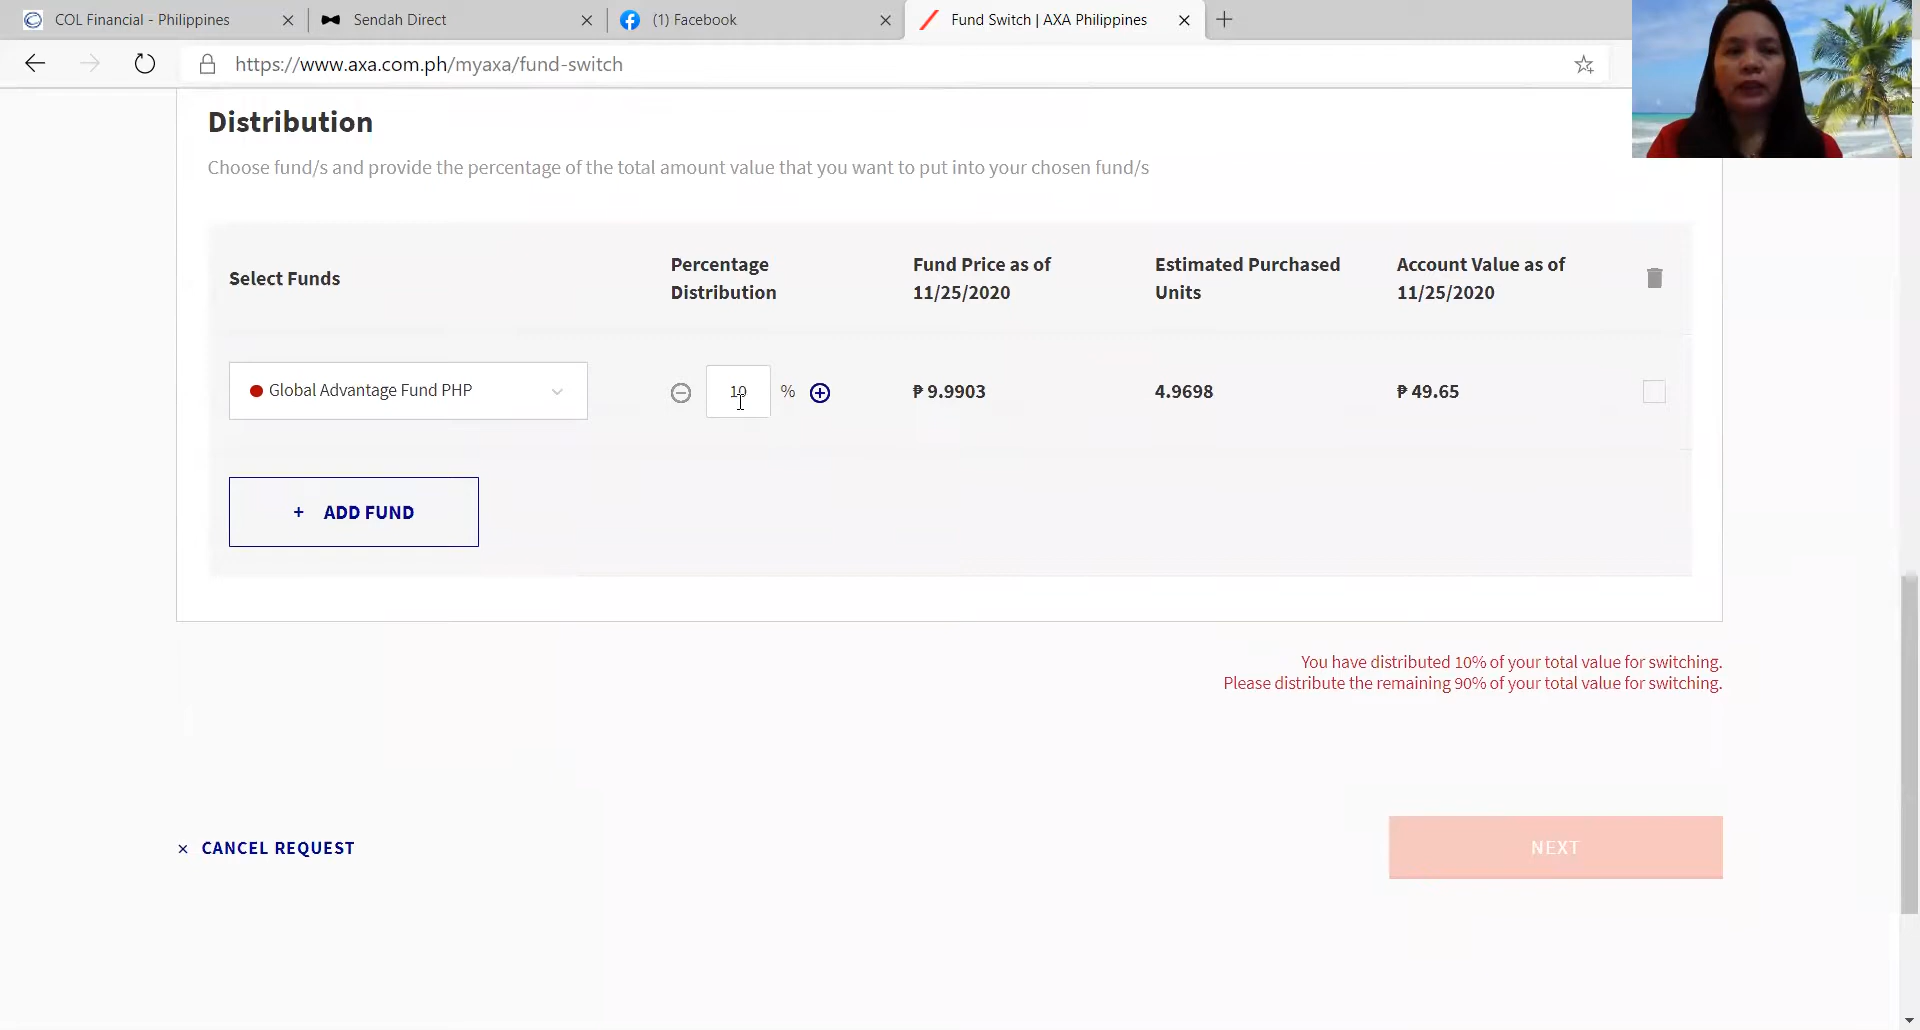 COL Financial - Philippines
Sendah Direct
(1) Facebook
Fund Switch | AXA Philippines
https://www.axa.com.ph/myaxa/fund-switch
Distribution
Choose fund/s and provide the percentage of the total amount value that you want to put into your chosen fund/s
Select Funds
Percentage
Distribution
Fund Price as of
11/25/2020
Estimated Purchased
Units
Account Value as of
11/25/2020
Global Advantage Fund PHP
10 %
₱ 9.9903
4.9698
₱ 49.65
+ ADD FUND
You have distributed 10% of your total value for switching.
Please distribute the remaining 90% of your total value for switching.
× CANCEL REQUEST
NEXT